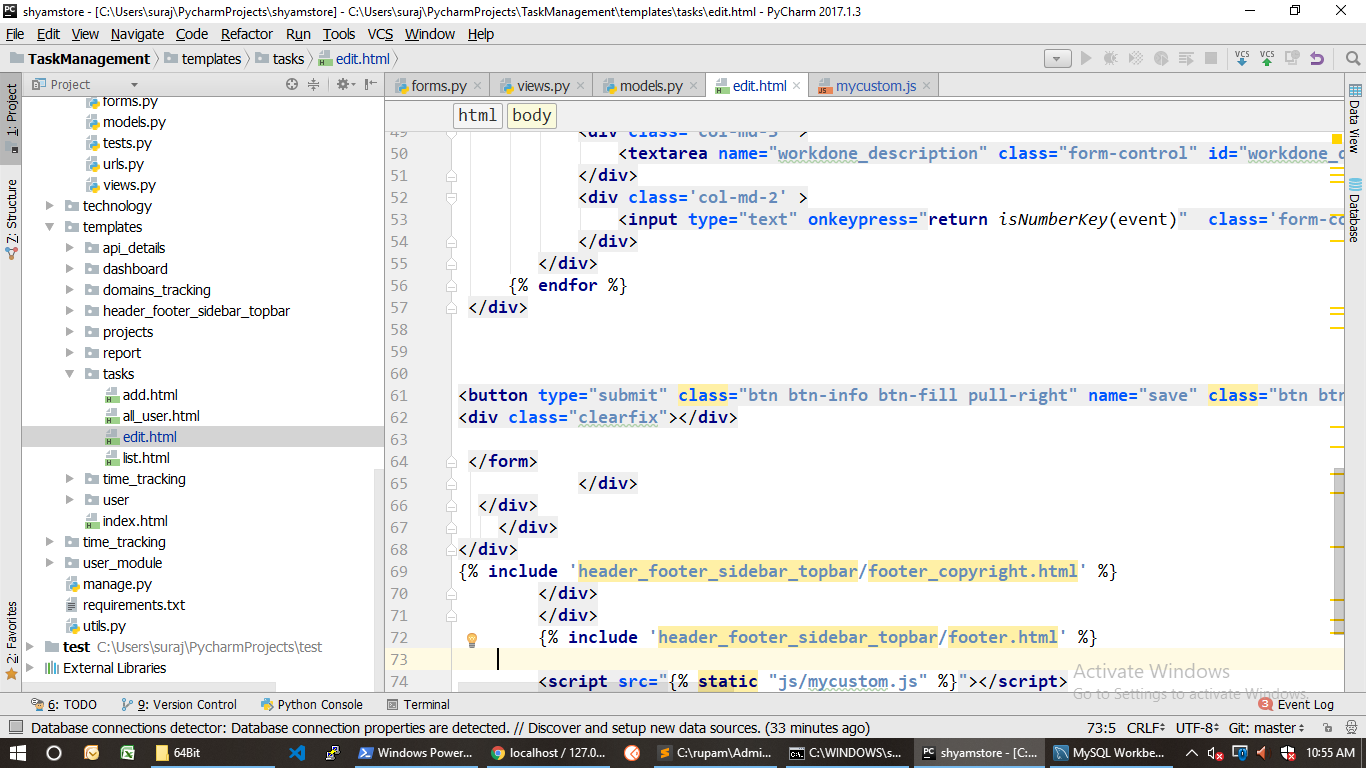 shyamstore - [C:\Users\suraj\PycharmProjects\shyamstore] - C:\Users\suraj\PycharmProjects\TaskManagement\templates\tasks\edit.html - PyCharm 2017.1.3
File Edit View Navigate Code Refactor Run Tools VCS Window Help
TaskManagement templates tasks edit.html
VCS VCS
Project
forms.py views.py models.py edit.html mycustom.js
html body
1: Project
Z: Structure
2: Favorites
forms.py
models.py
tests.py
urls.py
views.py
technology
templates
api_details
dashboard
domains_tracking
header_footer_sidebar_topbar
projects
report
tasks
add.html
all_user.html
edit.html
list.html
time_tracking
user
index.html
time_tracking
user_module
manage.py
requirements.txt
utils.py
test C:\Users\suraj\PycharmProjects\test
External Libraries
49 <div class='col-md-3' >
50 <textarea name="workdone_description" class="form-control" id="workdone_d
51 </div>
52 <div class='col-md-2' >
53 <input type="text" onkeypress="return isNumberKey(event)" class='form-co
54 </div>
55 </div>
56 {% endfor %}
57 </div>
58
59
60
61 <button type="submit" class="btn btn-info btn-fill pull-right" name="save" class="btn btn
62 <div class="clearfix"></div>
63
64 </form>
65 </div>
66 </div>
67 </div>
68 </div>
69 {% include 'header_footer_sidebar_topbar/footer_copyright.html' %}
70 </div>
71 </div>
72 {% include 'header_footer_sidebar_topbar/footer.html' %}
73
74 <script src="{% static "js/mycustom.js" %}"></script>
Data View
Database
Activate Windows
Go to Settings to activate Windows.
6: TODO 9: Version Control Python Console Terminal 3 Event Log
Database connections detector: Database connection properties are detected. // Discover and setup new data sources. (33 minutes ago) 73:5 CRLF UTF-8 Git: master
64Bit Windows Power... localhost / 127.0... C:\rupam\Admi... C:\WINDOWS\s... shyamstore - [C:... MySQL Workbe... 10:55 AM